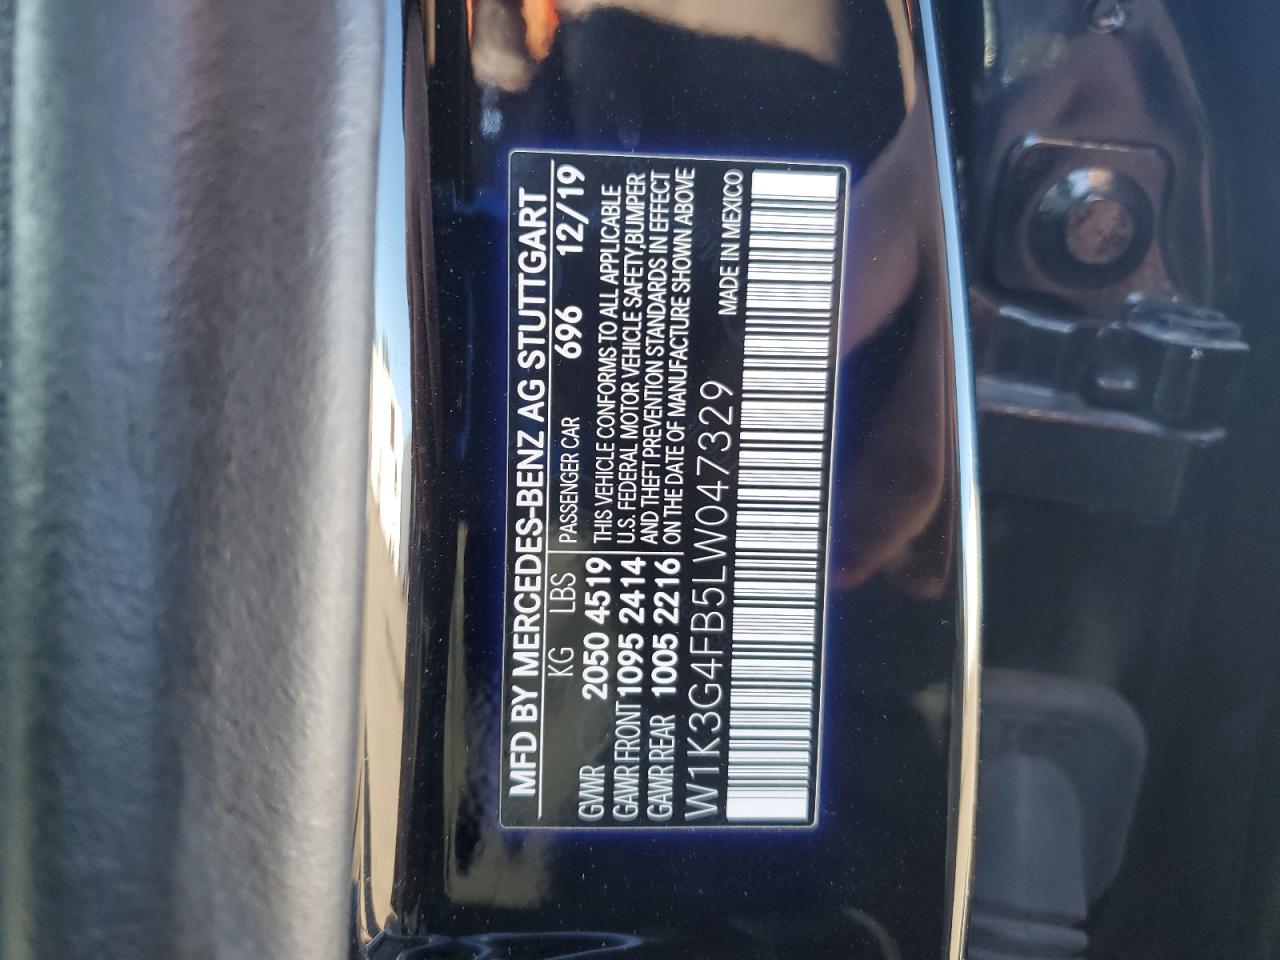 MFD BY MERCEDES-BENZ AG STUTTGART
KG LBS PASSENGER CAR 696 12/19
GVWR 2050 4519 THIS VEHICLE CONFORMS TO ALL APPLICABLE
GAWR FRONT 1095 2414 U.S. FEDERAL MOTOR VEHICLE SAFETY,BUMPER
GAWR REAR 1005 2216 AND THEFT PREVENTION STANDARDS IN EFFECT
ON THE DATE OF MANUFACTURE SHOWN ABOVE
W1K3G4FB5LW047329 MADE IN MEXICO